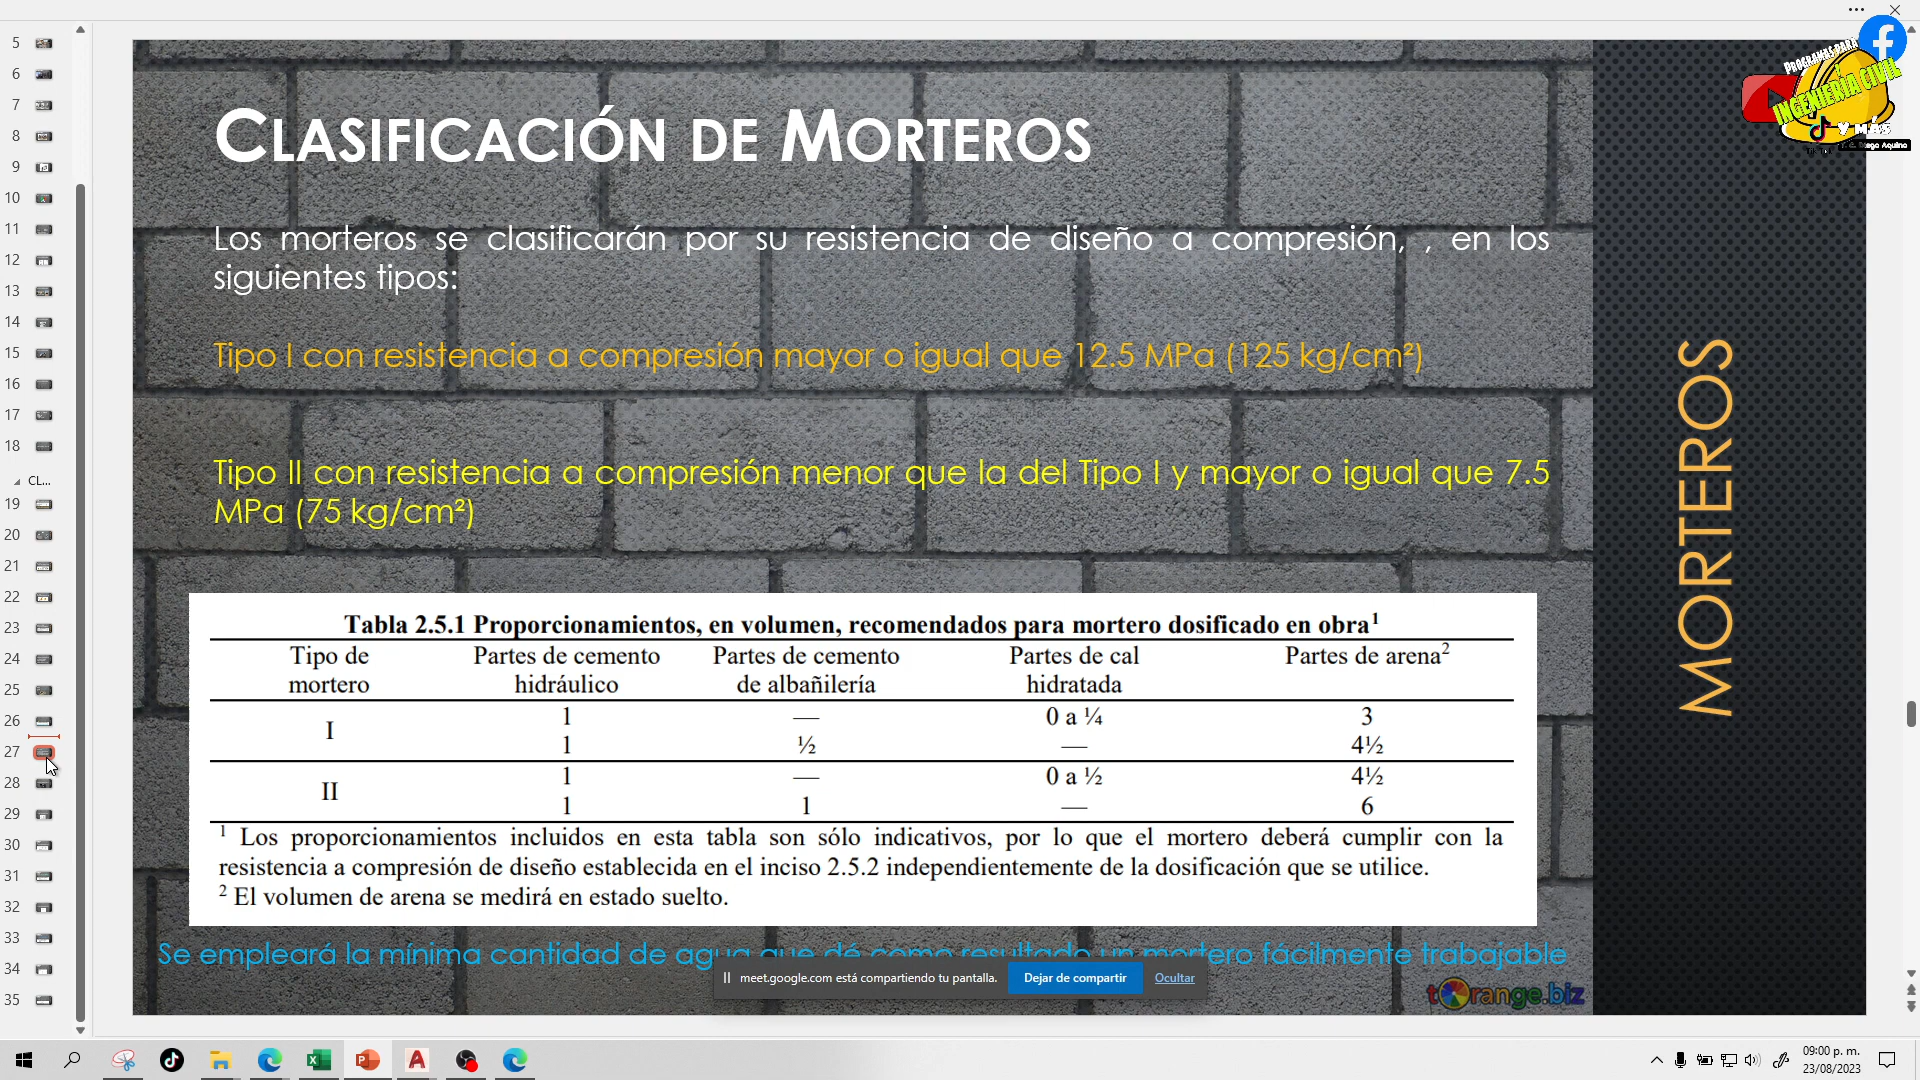 PROGRAMAS PARA
INGENIERÍA CIVIL
Y MÁS
CLASIFICACIÓN DE MORTEROS
Los morteros se clasificarán por su resistencia de diseño a compresión, , en los
siguientes tipos:
Tipo I con resistencia a compresión mayor o igual que 12.5 MPa (125 kg/cm²)
Tipo II con resistencia a compresión menor que la del Tipo I y mayor o igual que 7.5
MPa (75 kg/cm²)
MORTEROS
Tabla 2.5.1 Proporcionamientos, en volumen, recomendados para mortero dosificado en obra¹
Tipo de mortero Partes de cemento hidráulico Partes de cemento de albañilería Partes de cal hidratada Partes de arena²
I 1 — 0 a ¼ 3
1 ½ — 4½
II 1 — 0 a ½ 4½
1 1 — 6
¹ Los proporcionamientos incluidos en esta tabla son sólo indicativos, por lo que el mortero deberá cumplir con la
resistencia a compresión de diseño establecida en el inciso 2.5.2 independientemente de la dosificación que se utilice.
² El volumen de arena se medirá en estado suelto.
Se empleará la mínima cantidad de agua que dé como resultado un mortero fácilmente trabajable
meet.google.com está compartiendo tu pantalla. Dejar de compartir Ocultar
torange.biz
5
6
7
8
9
10
11
12
13
14
15
16
17
18
CL...
19
20
21
22
23
24
25
26
27
28
29
30
31
32
33
34
35
09:00 p. m.
23/08/2023